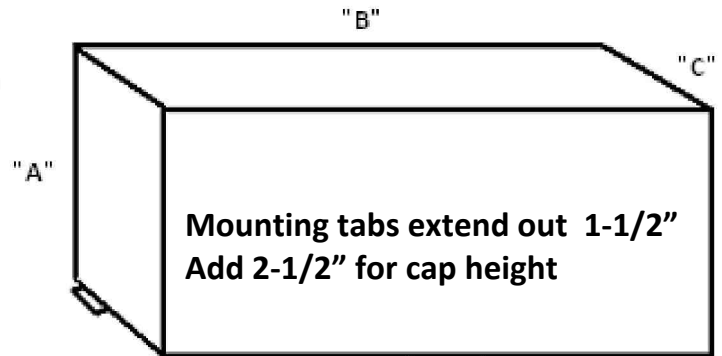 "B"
"C"
"A"
Mounting tabs extend out 1-1/2”
Add 2-1/2” for cap height